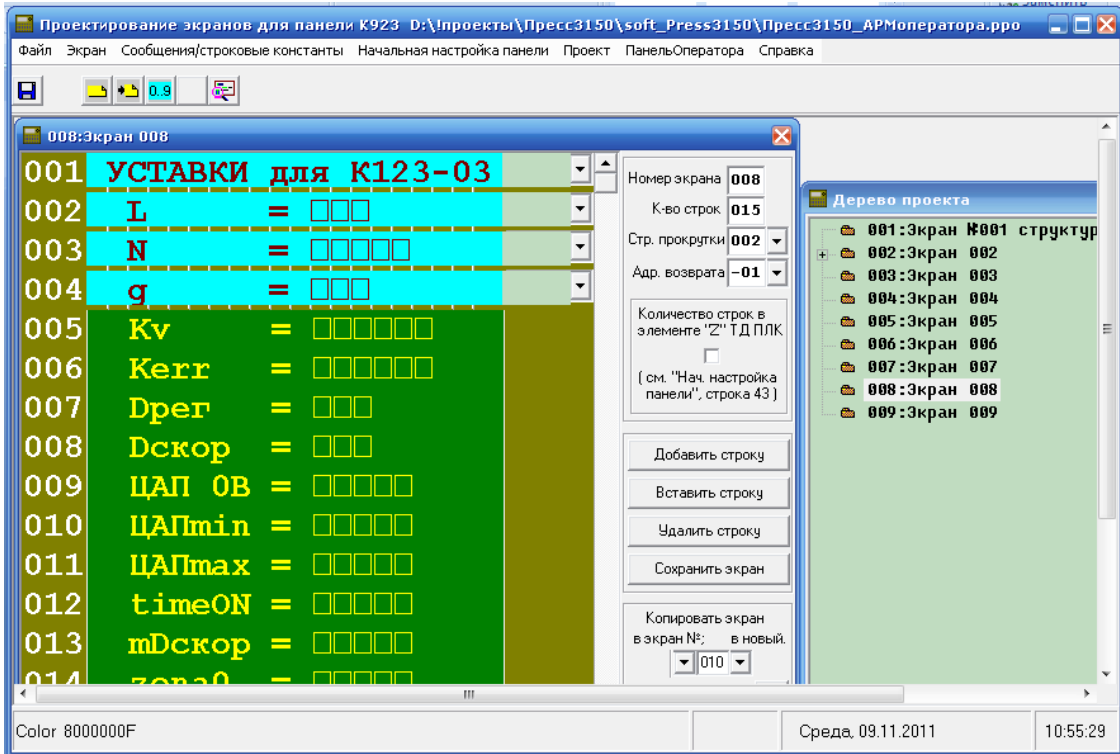 Проектирование экранов для панели К923 D:\!проекты\Пресс3150\soft_Press3150\Пресс3150_АРМоператора.ppo
Файл Экран Сообщения/строковые константы Начальная настройка панели Проект ПанельОператора Справка
0..9
008:Экран 008
001 УСТАВКИ для К123-03
002 L = □□□
003 N = □□□□□
004 g = □□□
005 Kv = □□□□□□
006 Kerr = □□□□□□
007 Dрег = □□□
008 Dскор = □□□
009 ЦАП 0В = □□□□□
010 ЦАПmin = □□□□□
011 ЦАПmax = □□□□□
012 timeON = □□□□□
013 mDскор = □□□□□
014 zona0 = □□□□□
Номер экрана 008
К-во строк 015
Стр. прокрутки 002
Адр. возврата -01
Количество строк в
элементе "Z" ТД ПЛК
( см. "Нач. настройка
панели", строка 43 )
Добавить строку
Вставить строку
Удалить строку
Сохранить экран
Копировать экран
в экран №; в новый.
010
Дерево проекта
001:Экран №001 структур
002:Экран 002
003:Экран 003
004:Экран 004
005:Экран 005
006:Экран 006
007:Экран 007
008:Экран 008
009:Экран 009
Color 8000000F
Среда, 09.11.2011
10:55:29